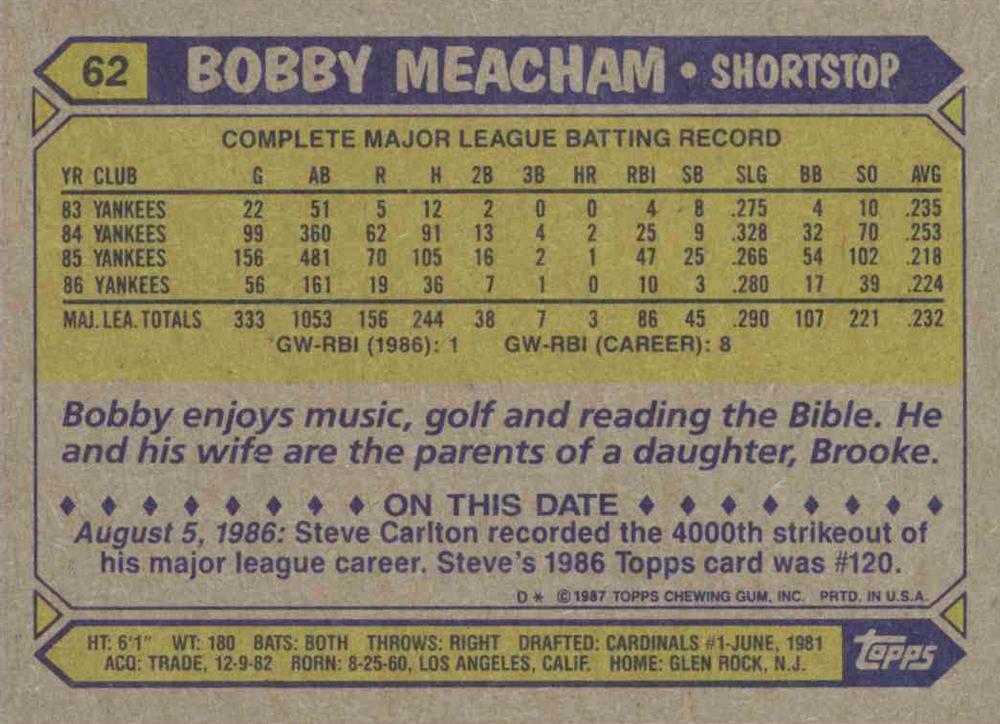 62 BOBBY MEACHAM • SHORTSTOP
COMPLETE MAJOR LEAGUE BATTING RECORD
YR CLUB G AB R H 2B 3B HR RBI SB SLG BB SO AVG
83 YANKEES 22 51 5 12 2 0 0 4 8 .275 4 10 .235
84 YANKEES 99 360 62 91 13 4 2 25 9 .328 32 70 .253
85 YANKEES 156 481 70 105 16 2 1 47 25 .266 54 102 .218
86 YANKEES 56 161 19 36 7 1 0 10 3 .280 17 39 .224
MAJ. LEA. TOTALS 333 1053 156 244 38 7 3 86 45 .290 107 221 .232
GW-RBI (1986): 1 GW-RBI (CAREER): 8
Bobby enjoys music, golf and reading the Bible. He
and his wife are the parents of a daughter, Brooke.
♦ ♦ ♦ ♦ ♦ ♦ ♦ ♦ ON THIS DATE ♦ ♦ ♦ ♦ ♦ ♦ ♦ ♦
August 5, 1986: Steve Carlton recorded the 4000th strikeout of
his major league career. Steve's 1986 Topps card was #120.
D * © 1987 TOPPS CHEWING GUM, INC. PRTD. IN U.S.A.
HT: 6'1" WT: 180 BATS: BOTH THROWS: RIGHT DRAFTED: CARDINALS #1-JUNE, 1981
ACQ: TRADE, 12-9-82 BORN: 8-25-60, LOS ANGELES, CALIF. HOME: GLEN ROCK, N.J.
topps